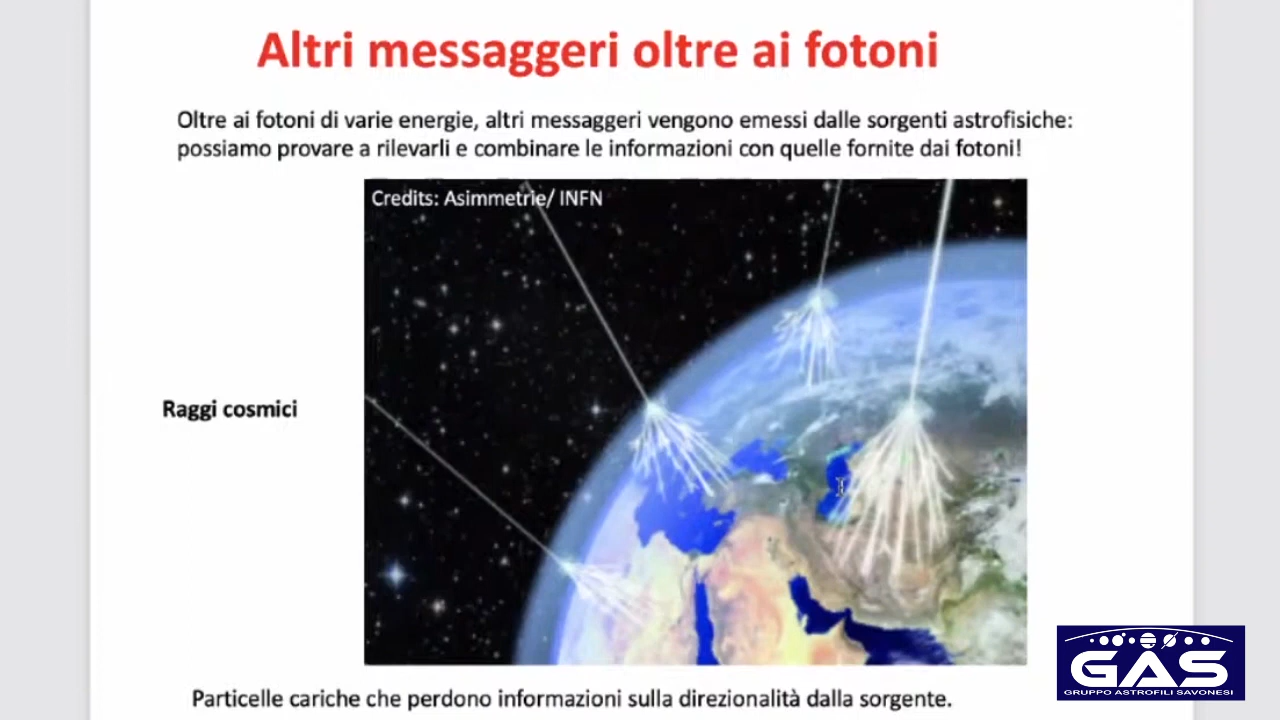 Altri messaggeri oltre ai fotoni
Oltre ai fotoni di varie energie, altri messaggeri vengono emessi dalle sorgenti astrofisiche:
possiamo provare a rilevarli e combinare le informazioni con quelle fornite dai fotoni!
Credits: Asimmetrie/ INFN
Raggi cosmici
Particelle cariche che perdono informazioni sulla direzionalità dalla sorgente.
GAS
GRUPPO ASTROFILI SAVONESI